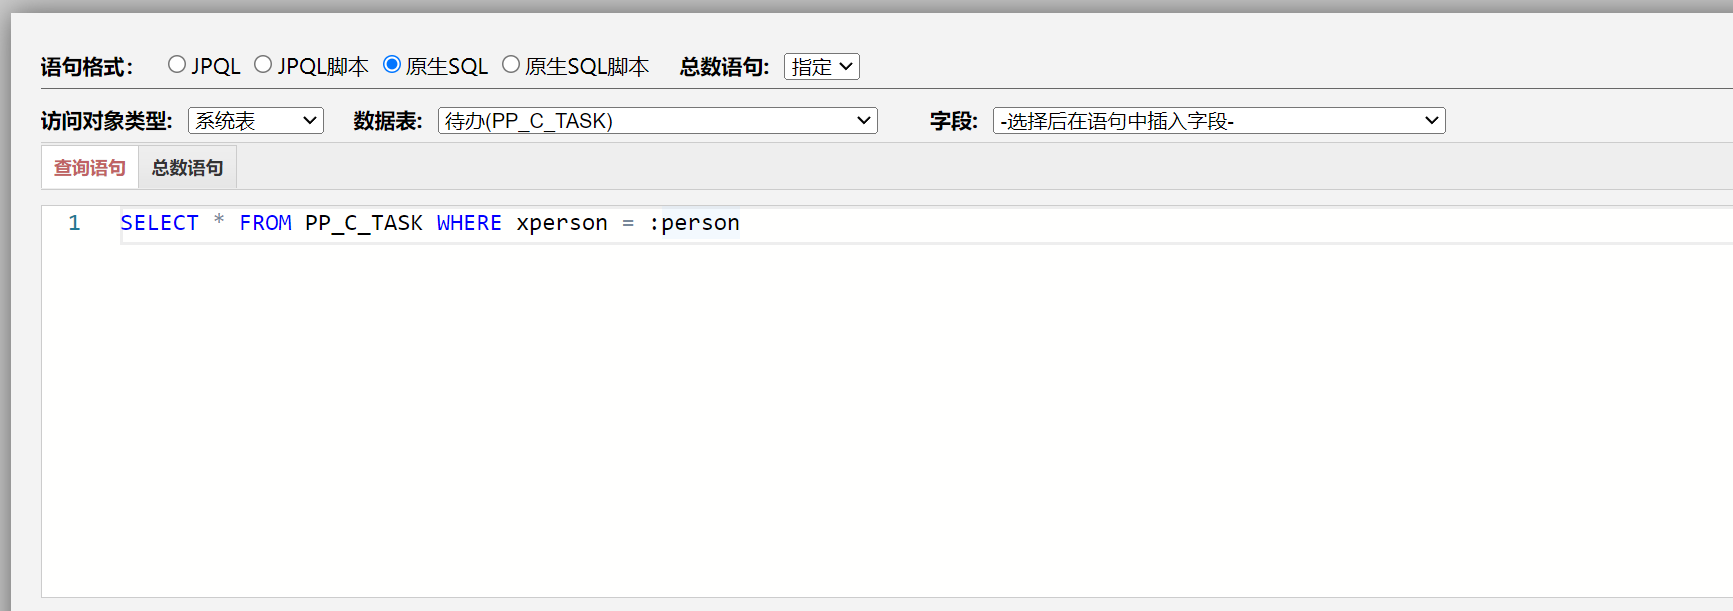 语句格式： JPQL JPQL脚本 原生SQL 原生SQL脚本 总数语句: 指定
访问对象类型: 系统表 数据表: 待办(PP_C_TASK) 字段: -选择后在语句中插入字段-
查询语句 总数语句
1 SELECT * FROM PP_C_TASK WHERE xperson = :person